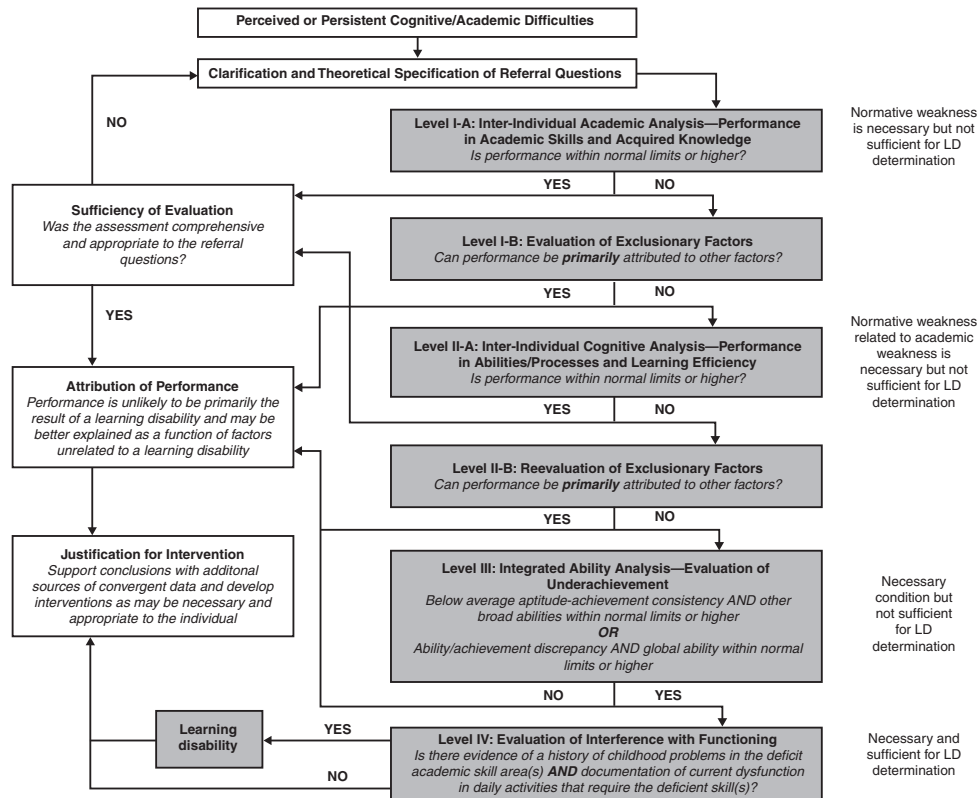 Perceived or Persistent Cognitive/Academic Difficulties
Clarification and Theoretical Specification of Referral Questions
NO
Level I-A: Inter-Individual Academic Analysis—Performance
in Academic Skills and Acquired Knowledge
Is performance within normal limits or higher?
Normative weakness
is necessary but not
sufficient for LD
determination
YES
NO
Sufficiency of Evaluation
Was the assessment comprehensive
and appropriate to the referral
questions?
Level I-B: Evaluation of Exclusionary Factors
Can performance be primarily attributed to other factors?
YES
NO
YES
Level II-A: Inter-Individual Cognitive Analysis—Performance
in Abilities/Processes and Learning Efficiency
Is performance within normal limits or higher?
Normative weakness
related to academic
weakness is
necessary but not
sufficient for LD
determination
Attribution of Performance
Performance is unlikely to be primarily the
result of a learning disability and may be
better explained as a function of factors
unrelated to a learning disability
YES
NO
Level II-B: Reevaluation of Exclusionary Factors
Can performance be primarily attributed to other factors?
YES
NO
Justification for Intervention
Support conclusions with additonal
sources of convergent data and develop
interventions as may be necessary and
appropriate to the individual
Level III: Integrated Ability Analysis—Evaluation of
Underachievement
Below average aptitude-achievement consistency AND other
broad abilities within normal limits or higher
OR
Ability/achievement discrepancy AND global ability within normal
limits or higher
Necessary
condition but
not sufficient
for LD
determination
NO
YES
Learning
disability
YES
NO
Level IV: Evaluation of Interference with Functioning
Is there evidence of a history of childhood problems in the deficit
academic skill area(s) AND documentation of current dysfunction
in daily activities that require the deficient skill(s)?
Necessary and
sufficient for LD
determination